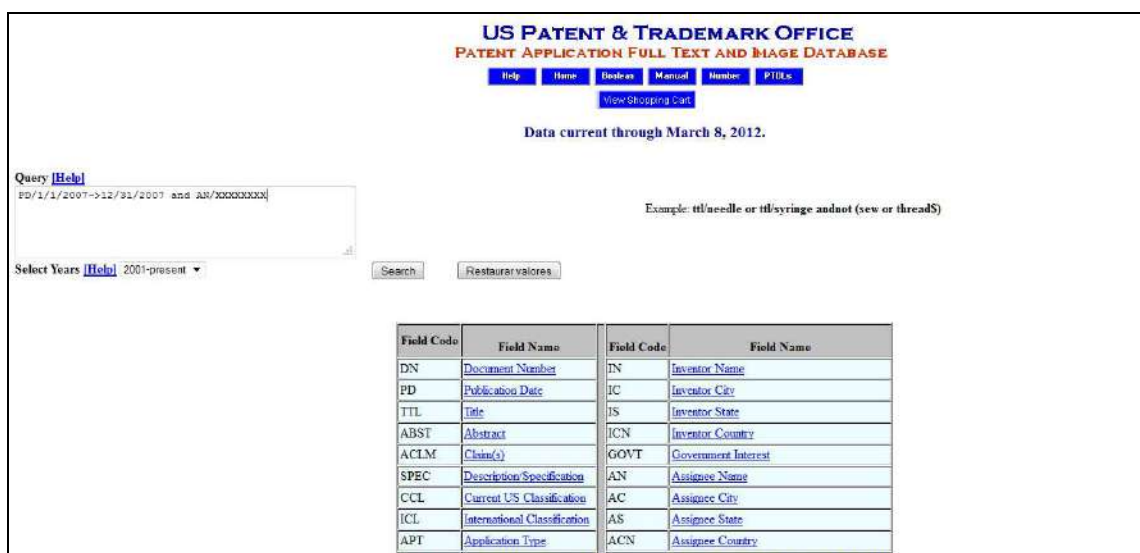 US PATENT & TRADEMARK OFFICE
PATENT APPLICATION FULL TEXT AND IMAGE DATABASE
Help Home Boolean Manual Number PTDLs
View Shopping Cart
Data current through March 8, 2012.
Query [Help]
PD/1/1/2007->12/31/2007 and AN/XXXXXXXX
Example: ttl/needle or ttl/syringe andnot (sew or thread$)
Select Years [Help] 2001-present Search Restaurar valores
Field Code Field Name Field Code Field Name
DN Document Number IN Inventor Name
PD Publication Date IC Inventor City
TTL Title IS Inventor State
ABST Abstract ICN Inventor Country
ACLM Claim(s) GOVT Government Interest
SPEC Description/Specification AN Assignee Name
CCL Current US Classification AC Assignee City
ICL International Classification AS Assignee State
APT Application Type ACN Assignee Country